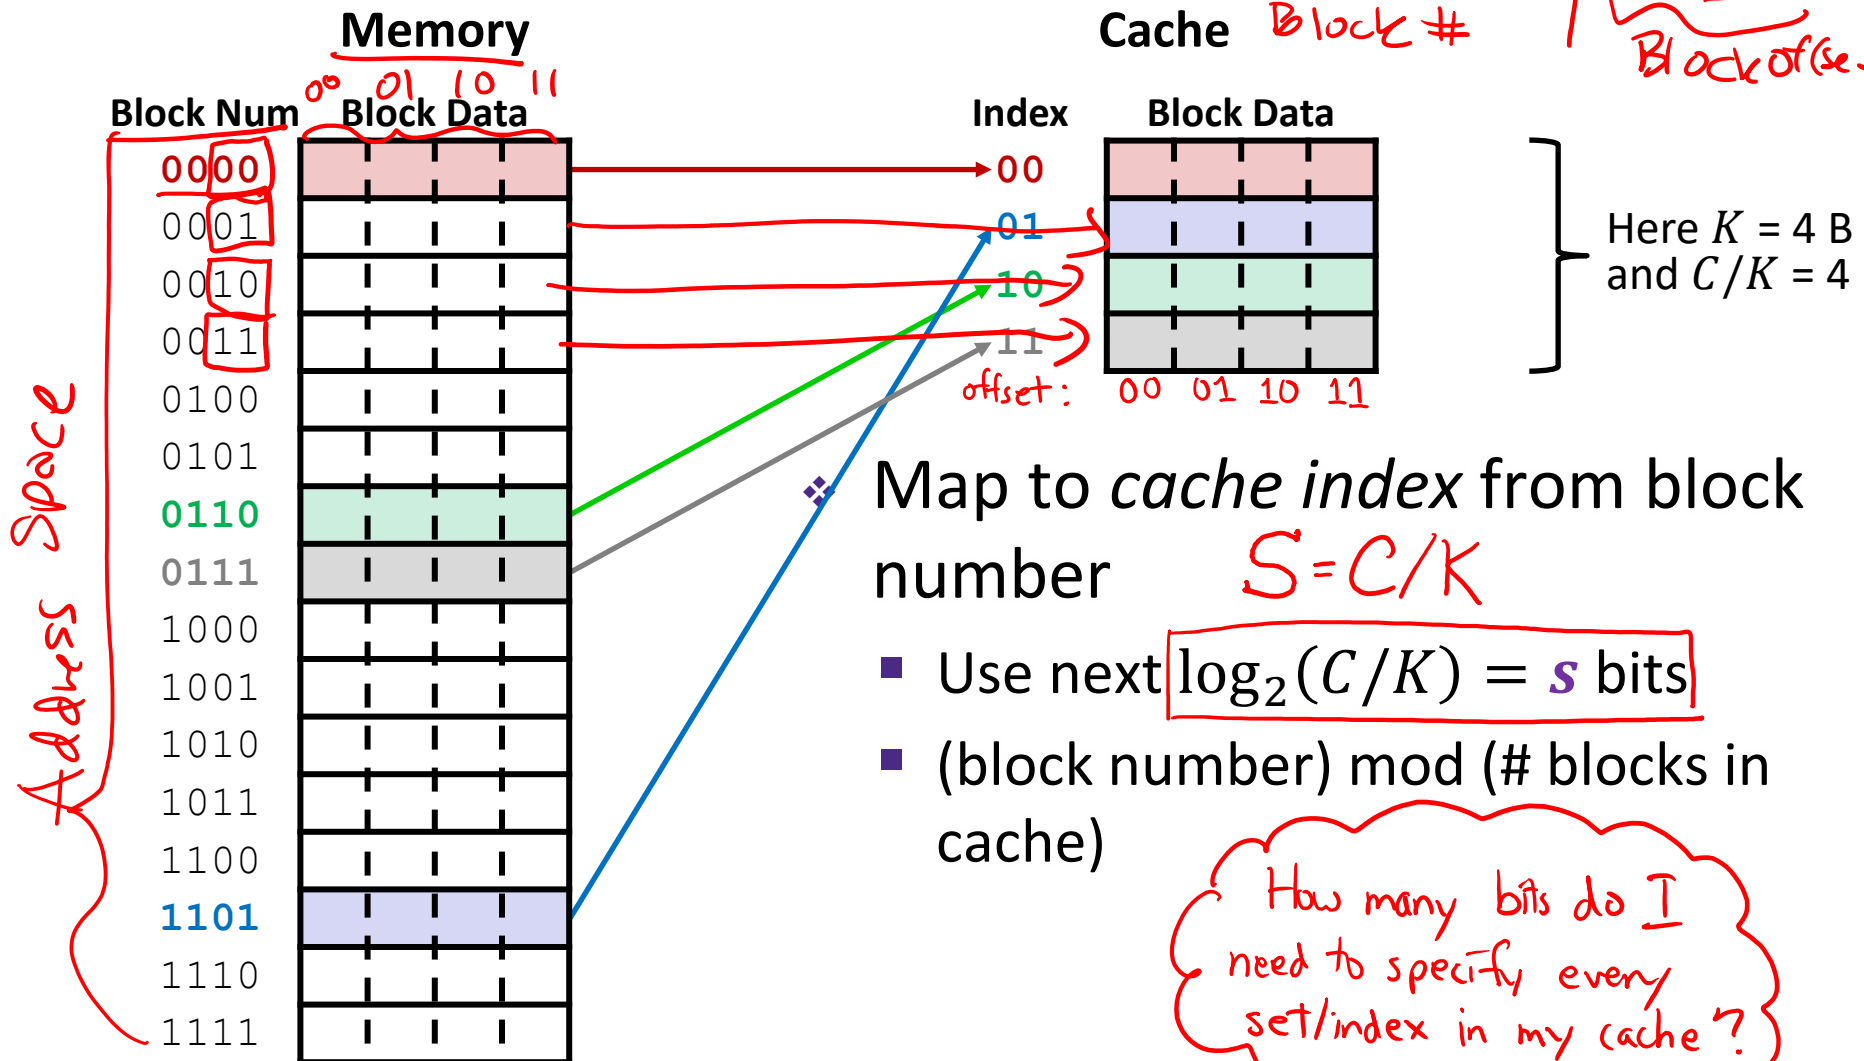 Memory
Cache Block #
Block offse
00 01 10 11
Block Num Block Data
Index Block Data
0000
0001
0010
0011
0100
0101
0110
0111
1000
1001
1010
1011
1100
1101
1110
1111
Address Space
00
01
10
11
offset: 00 01 10 11
Here K = 4 B
and C/K = 4
❖ Map to cache index from block
number S = C/K
▪ Use next log₂(C/K) = s bits
▪ (block number) mod (# blocks in
cache)
How many bits do I
need to specify every
set/index in my cache?